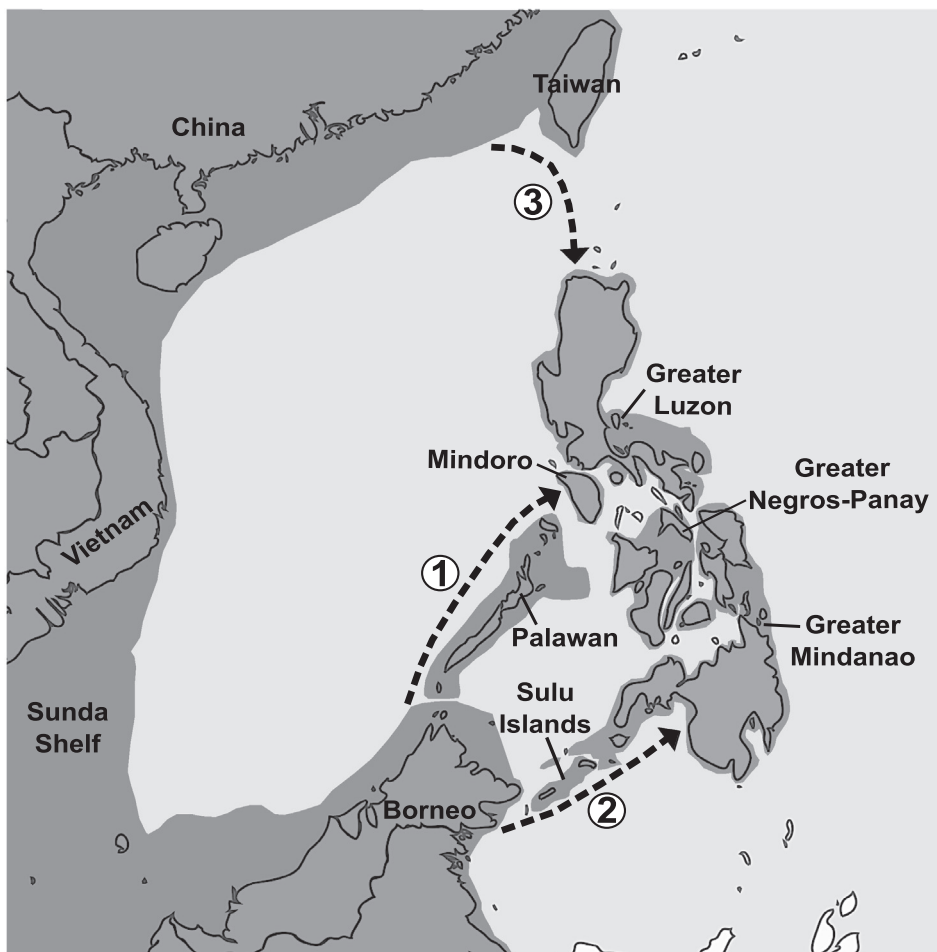 Taiwan
China
3
Greater
Luzon
Mindoro
Greater
Negros-Panay
Vietnam
1
Palawan
Greater
Mindanao
Sulu
Islands
Sunda
Shelf
Borneo
2